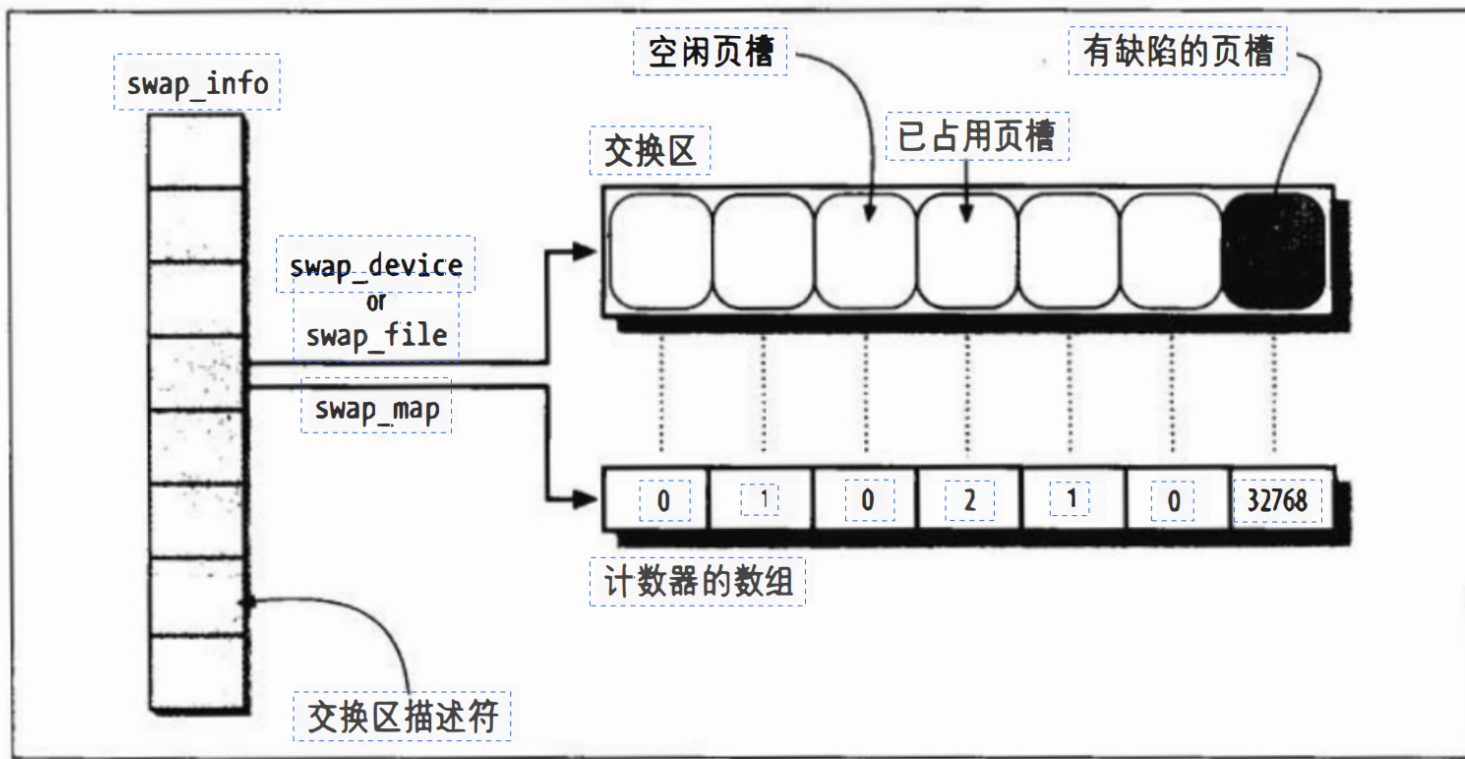 空闲页槽
有缺陷的页槽
swap_info
已占用页槽
交换区
swap_device
or
swap_file
swap_map
0 1 0 2 1 0 32768
计数器的数组
交换区描述符